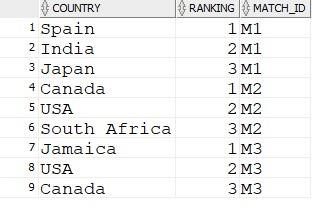 COUNTRY RANKING MATCH_ID
1 Spain 1 M1
2 India 2 M1
3 Japan 3 M1
4 Canada 1 M2
5 USA 2 M2
6 South Africa 3 M2
7 Jamaica 1 M3
8 USA 2 M3
9 Canada 3 M3